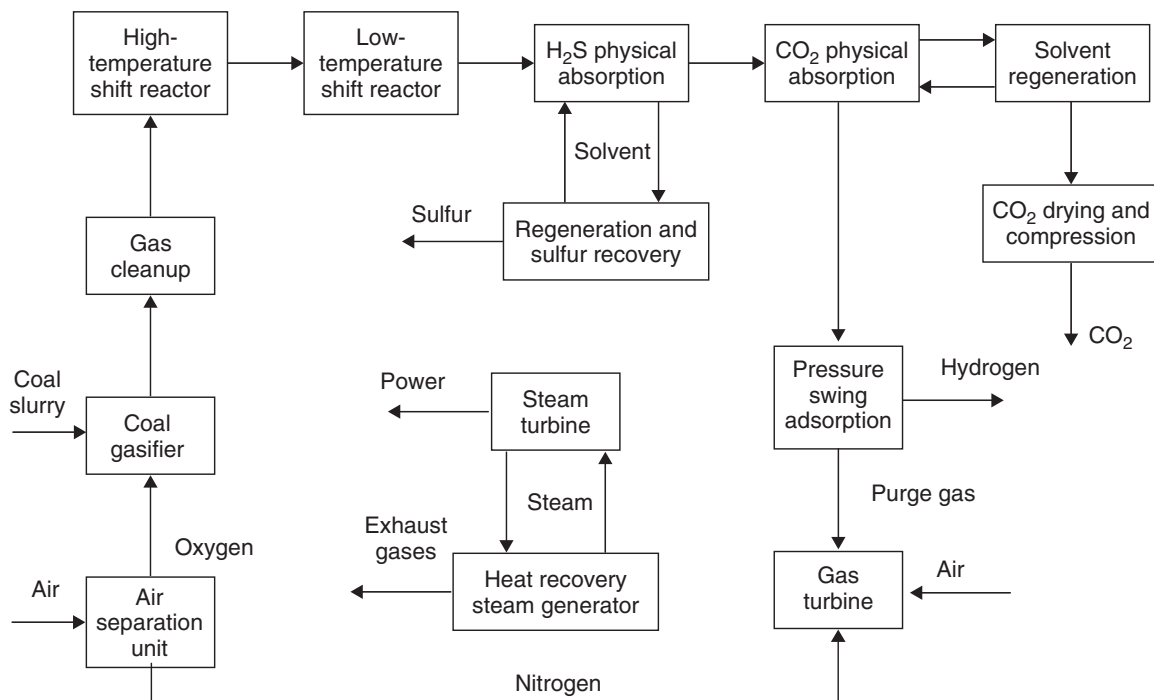 High-
temperature
shift reactor
Low-
temperature
shift reactor
H₂S physical
absorption
CO₂ physical
absorption
Solvent
regeneration
Solvent
CO₂ drying and
compression
Sulfur
Regeneration and
sulfur recovery
Gas
cleanup
CO₂
Coal
slurry
Coal
gasifier
Power
Steam
turbine
Pressure
swing
adsorption
Hydrogen
Purge gas
Steam
Exhaust
gases
Oxygen
Heat recovery
steam generator
Gas
turbine
Air
Air
Air
separation
unit
Nitrogen